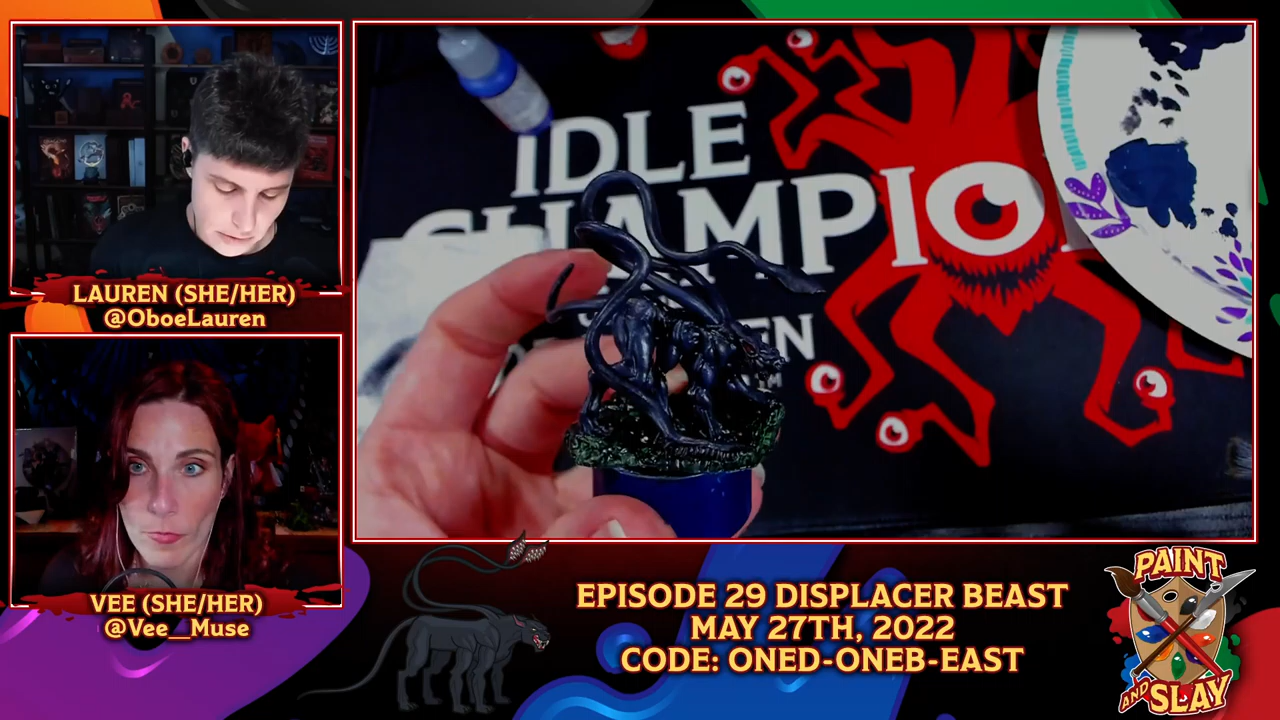 LAUREN (SHE/HER)
@OboeLauren
IDLE
CHAMPIO
VEE (SHE/HER)
@Vee__Muse
EPISODE 29 DISPLACER BEAST
MAY 27TH, 2022
CODE: ONED-ONEB-EAST
PAINT
AND SLAY